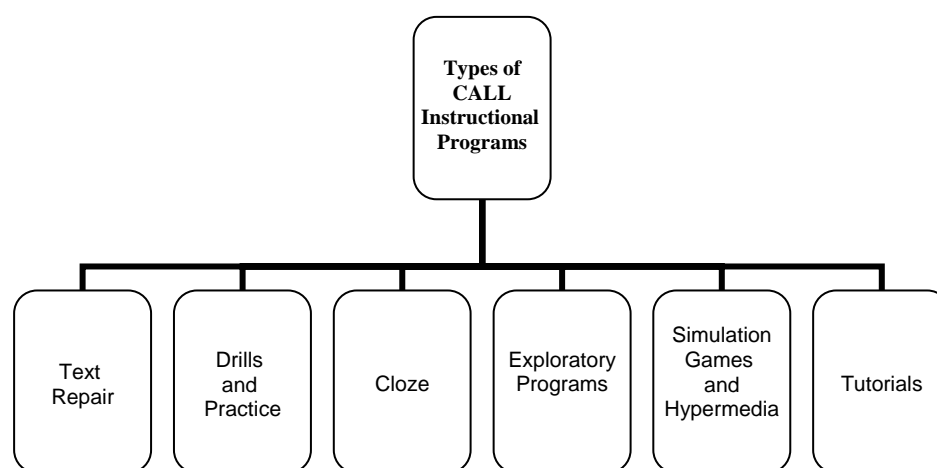 Types of
CALL
Instructional
Programs
Text
Repair
Drills
and
Practice
Cloze
Exploratory
Programs
Simulation
Games
and
Hypermedia
Tutorials